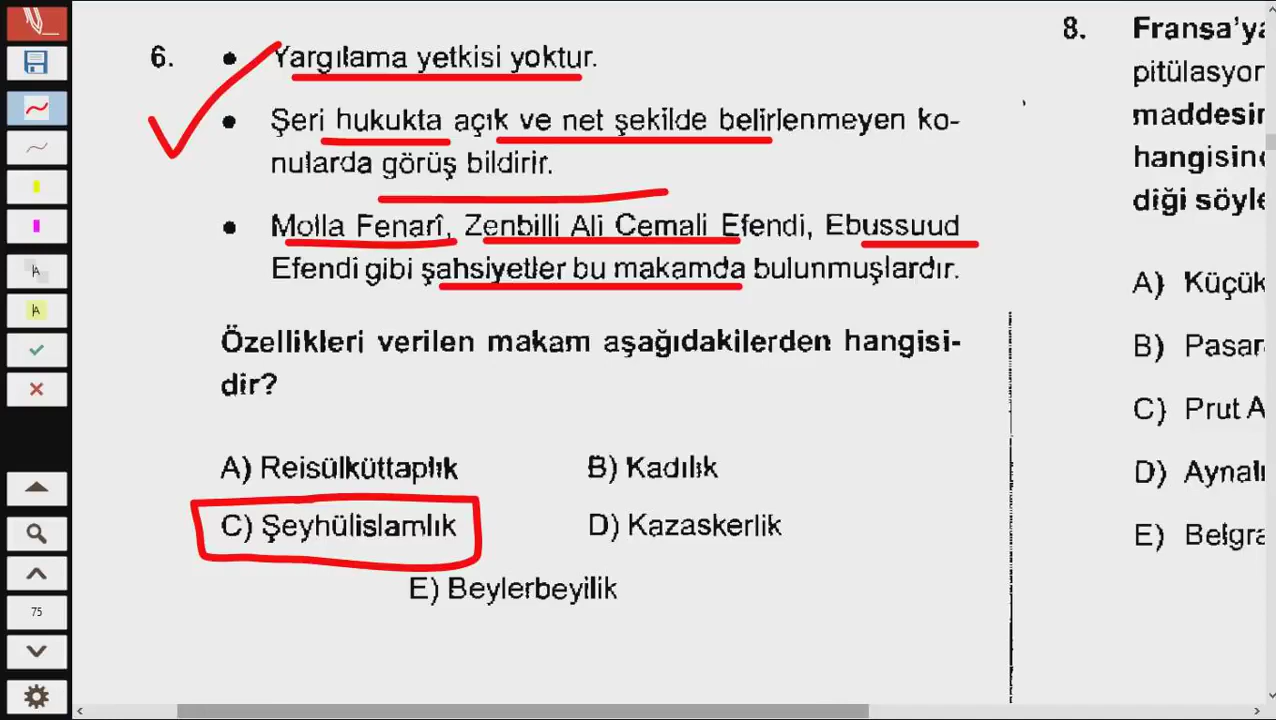 6.
• Yargılama yetkisi yoktur.
• Şeri hukukta açık ve net şekilde belirlenmeyen ko-
nularda görüş bildirir.
• Molla Fenarî, Zenbilli Ali Cemali Efendi, Ebussuud
Efendi gibi şahsiyetler bu makamda bulunmuşlardır.
Özellikleri verilen makam aşağıdakilerden hangisi-
dir?
A) Reisülküttaplık
B) Kadılık
C) Şeyhülislamlık
D) Kazaskerlik
E) Beylerbeyilik
8. Fransa'ya
pitülasyon
maddesin
hangisind
diği söyle
A) Küçük
B) Pasar
C) Prut A
D) Aynal
E) Belgra
A
A
75